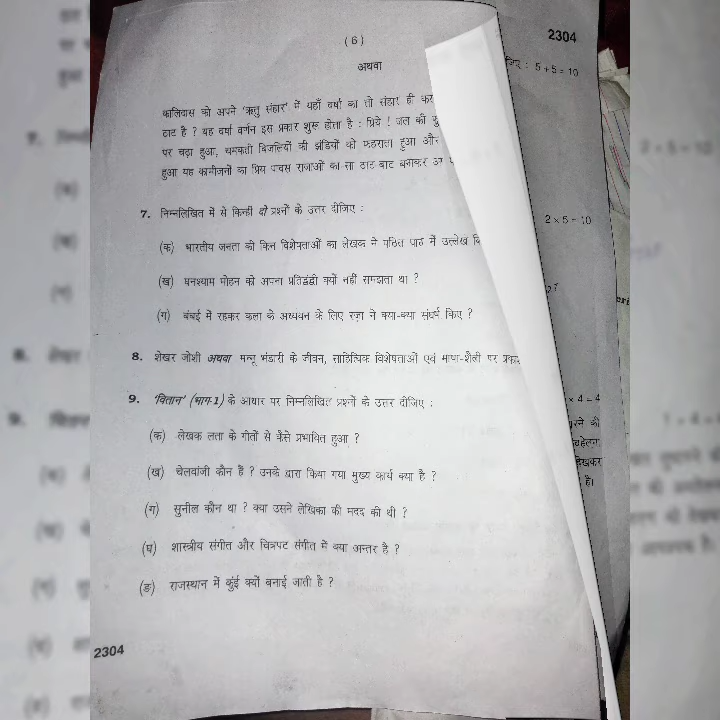 (6)
2304
अथवा
5+5=10
कालिदास को अपने 'ऋतु संहार' में यहाँ वर्षा का तो संहार ही कर
ठाट है ? यह वर्षा वर्णन इस प्रकार शुरू होता है : प्रिये ! जल की
पर चढ़ा हुआ, चमकती बिजलियों की झंडियों को फहराता हुआ और
हुआ यह कामीजनों का प्रिय पावस राजाओं का सा ठाट-बाट बनाकर
7. निम्नलिखित में से किन्हीं दो प्रश्नों के उत्तर दीजिए :
2×5=10
(क) भारतीय जनता की किन विशेषताओं का लेखक ने पठित पाठ में उल्लेख
(ख) घनश्याम मोहन को अपना प्रतिद्वंद्वी क्यों नहीं समझता था ?
(ग) बंबई में रहकर कला के अध्ययन के लिए रज़ा ने क्या-क्या संघर्ष किए ?
8. शेखर जोशी अथवा मन्नू भंडारी के जीवन, साहित्यिक विशेषताओं एवं भाषा-शैली पर
9. 'वितान' (भाग-1) के आधार पर निम्नलिखित प्रश्नों के उत्तर दीजिए :
× 4 = 4
(क) लेखक लता के गीतों से कैसे प्रभावित हुआ ?
(ख) चेलवांजी कौन हैं ? उनके द्वारा किया गया मुख्य कार्य क्या है ?
(ग) सुनील कौन था ? क्या उसने लेखिका की मदद की थी ?
(घ) शास्त्रीय संगीत और चित्रपट संगीत में क्या अन्तर है ?
(ङ) राजस्थान में कुंई क्यों बनाई जाती है ?
2304